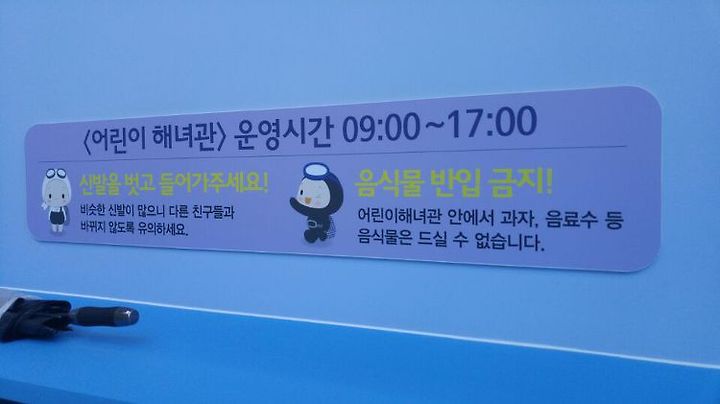 <어린이 해녀관> 운영시간 09:00~17:00
신발을 벗고 들어가주세요!
비슷한 신발이 많으니 다른 친구들과
바뀌지 않도록 유의하세요.
음식물 반입 금지!
어린이해녀관 안에서 과자, 음료수 등
음식물은 드실 수 없습니다.